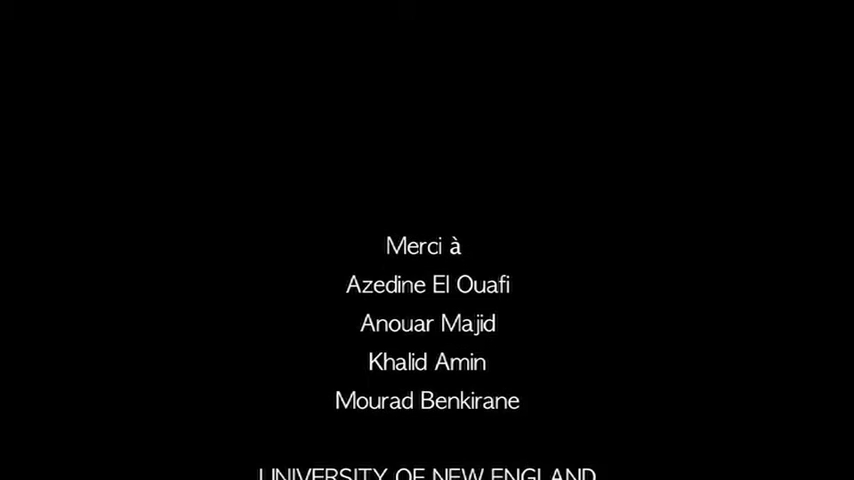 Merci à
Azedine El Ouafi
Anouar Majid
Khalid Amin
Mourad Benkirane
UNIVERSITY OF NEW ENGLAND